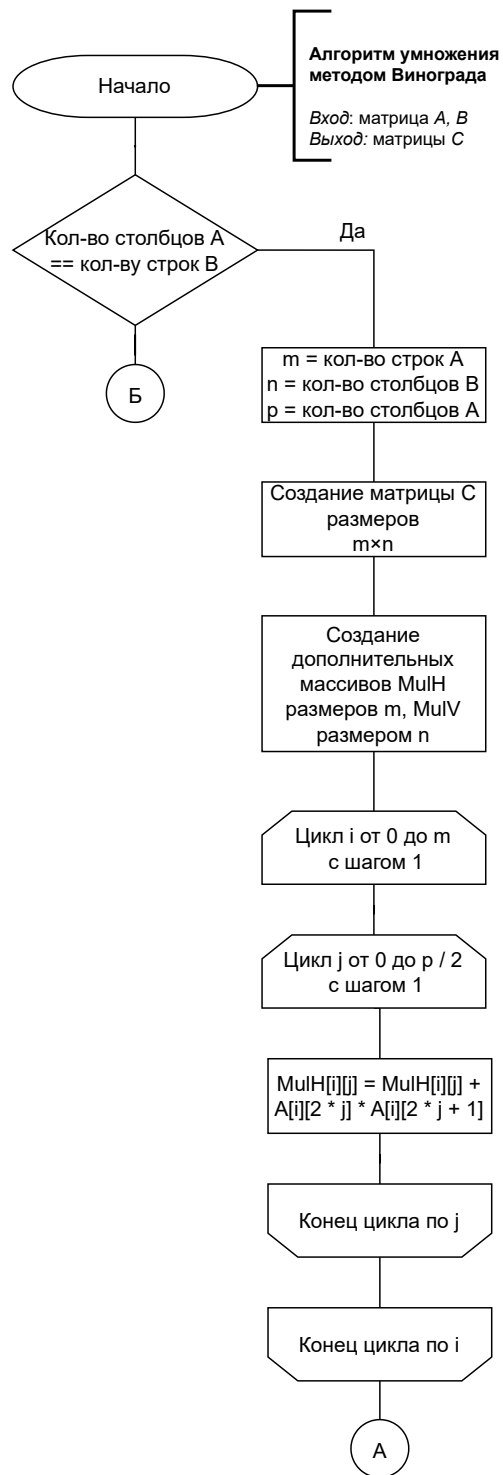 Начало
Алгоритм умножения
методом Винограда
Вход: матрица A, B
Выход: матрицы C
Кол-во столбцов A
== кол-ву строк B
Да
Б
m = кол-во строк A
n = кол-во столбцов B
p = кол-во столбцов A
Создание матрицы C
размеров
m×n
Создание
дополнительных
массивов MulH
размеров m, MulV
размером n
Цикл i от 0 до m
с шагом 1
Цикл j от 0 до p / 2
с шагом 1
MulH[i][j] = MulH[i][j] +
A[i][2 * j] * A[i][2 * j + 1]
Конец цикла по j
Конец цикла по i
А